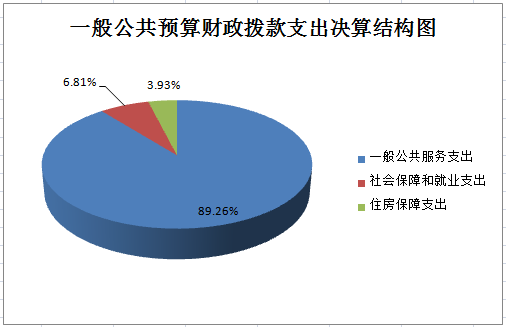 一般公共预算财政拨款支出决算结构图
6.81%
3.93%
89.26%
一般公共服务支出
社会保障和就业支出
住房保障支出